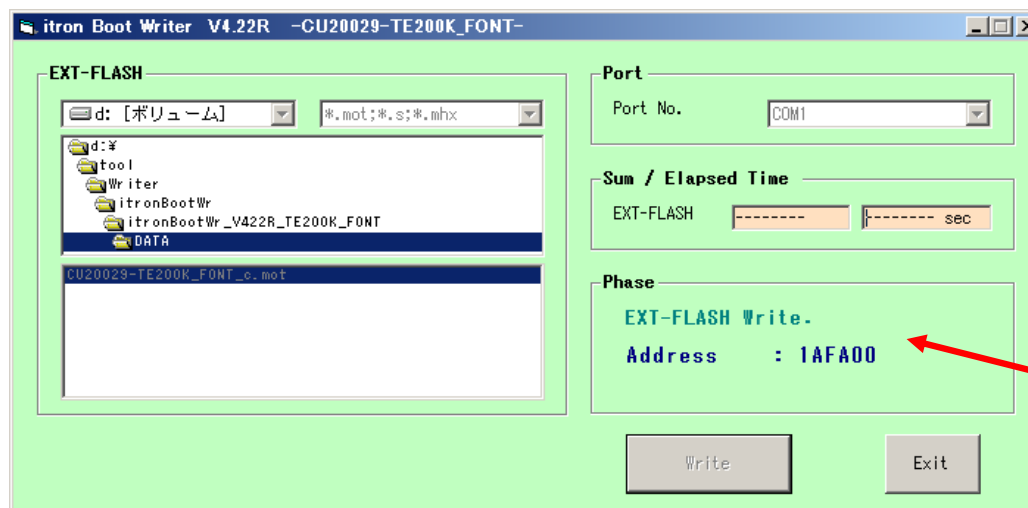 itron Boot Writer V4.22R -CU20029-TE200K_FONT-
EXT-FLASH
d: [ボリューム]
*.mot;*.s;*.mhx
d:¥
tool
Writer
itronBootWr
itronBootWr_V422R_TE200K_FONT
DATA
CU20029-TE200K_FONT_c.mot
Port
Port No.
COM1
Sum / Elapsed Time
EXT-FLASH
--------
-------- sec
Phase
EXT-FLASH Write.
Address : 1AFA00
Write
Exit